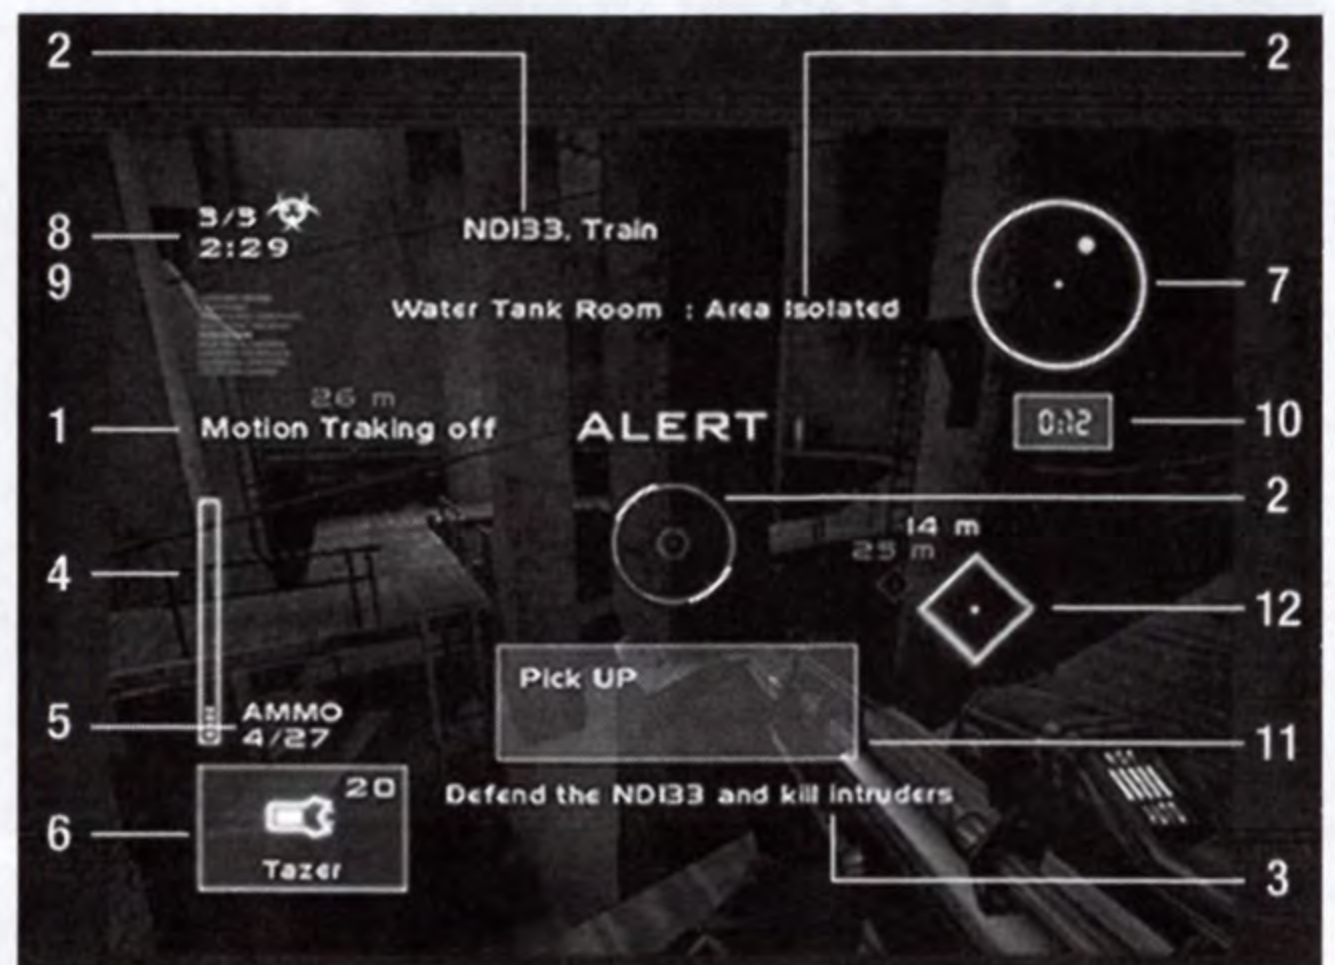 2
2
8
3/3
2:29
ND133, Train
9
7
Water Tank Room : Area Isolated
26 m
1
Motion Traking off
ALERT
0:12
10
2
14 m
25 m
4
12
Pick UP
5
AMMO
4/27
11
Defend the ND133 and kill intruders
6
20
Tazer
3